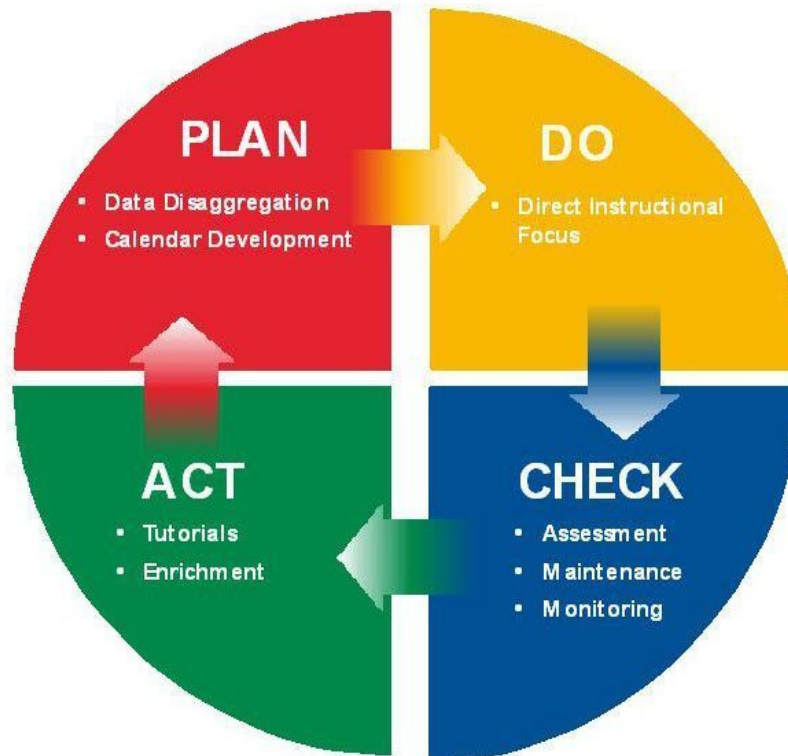 PLAN
▪ Data Disaggregation
▪ Calendar Development
DO
▪ Direct Instructional
Focus
CHECK
▪ Assessment
▪ Maintenance
▪ Monitoring
ACT
▪ Tutorials
▪ Enrichment